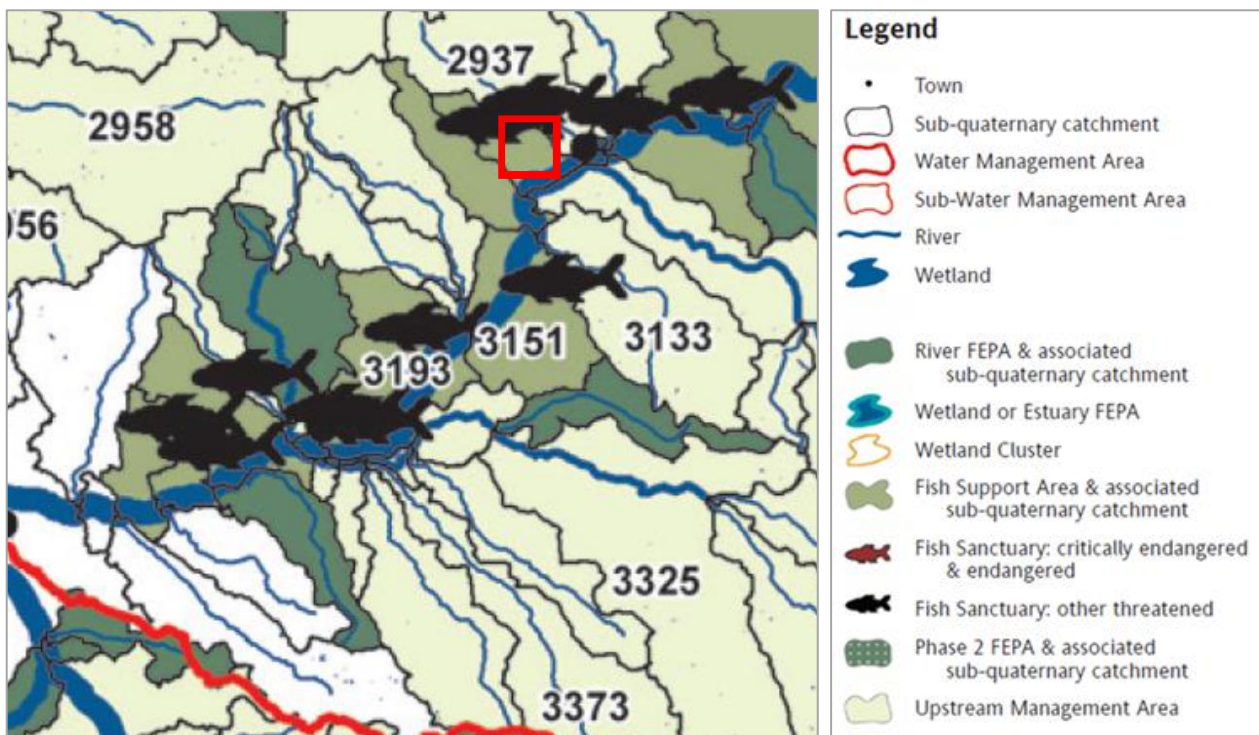 2937
2958
056
3133
3151
3193
3325
3373
Legend
Town
Sub-quaternary catchment
Water Management Area
Sub-Water Management Area
River
Wetland
River FEPA & associated
sub-quaternary catchment
Wetland or Estuary FEPA
Wetland Cluster
Fish Support Area & associated
sub-quaternary catchment
Fish Sanctuary: critically endangered
& endangered
Fish Sanctuary: other threatened
Phase 2 FEPA & associated
sub-quaternary catchment
Upstream Management Area